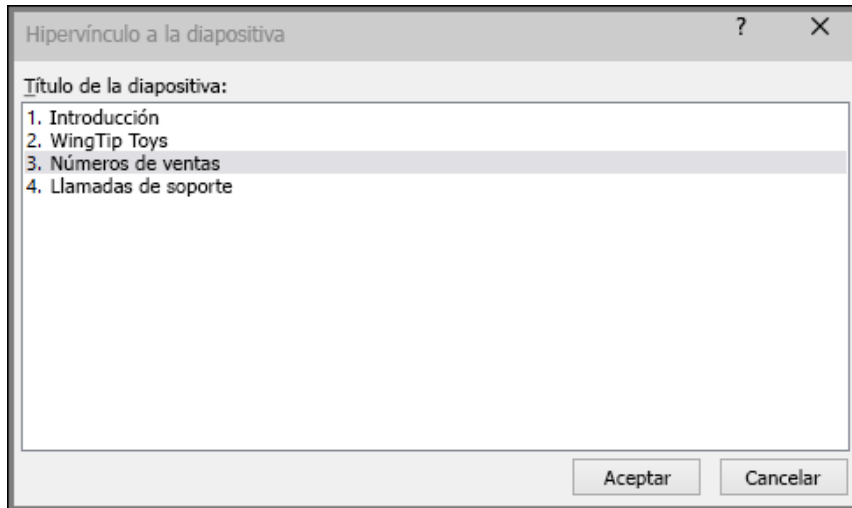 Hipervínculo a la diapositiva ?
Título de la diapositiva:
1. Introducción
2. WingTip Toys
3. Números de ventas
4. Llamadas de soporte
Aceptar Cancelar